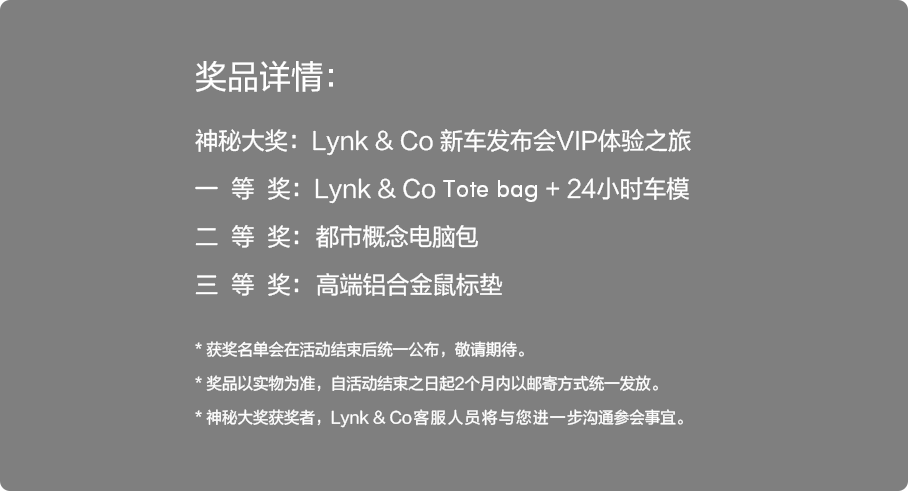 奖品详情：
神秘大奖：Lynk & Co 新车发布会VIP体验之旅
一 等 奖：Lynk & Co Tote bag + 24小时车模
二 等 奖：都市概念电脑包
三 等 奖：高端铝合金鼠标垫
* 获奖名单会在活动结束后统一公布，敬请期待。
* 奖品以实物为准，自活动结束之日起2个月内以邮寄方式统一发放。
* 神秘大奖获奖者，Lynk & Co客服人员将与您进一步沟通参会事宜。